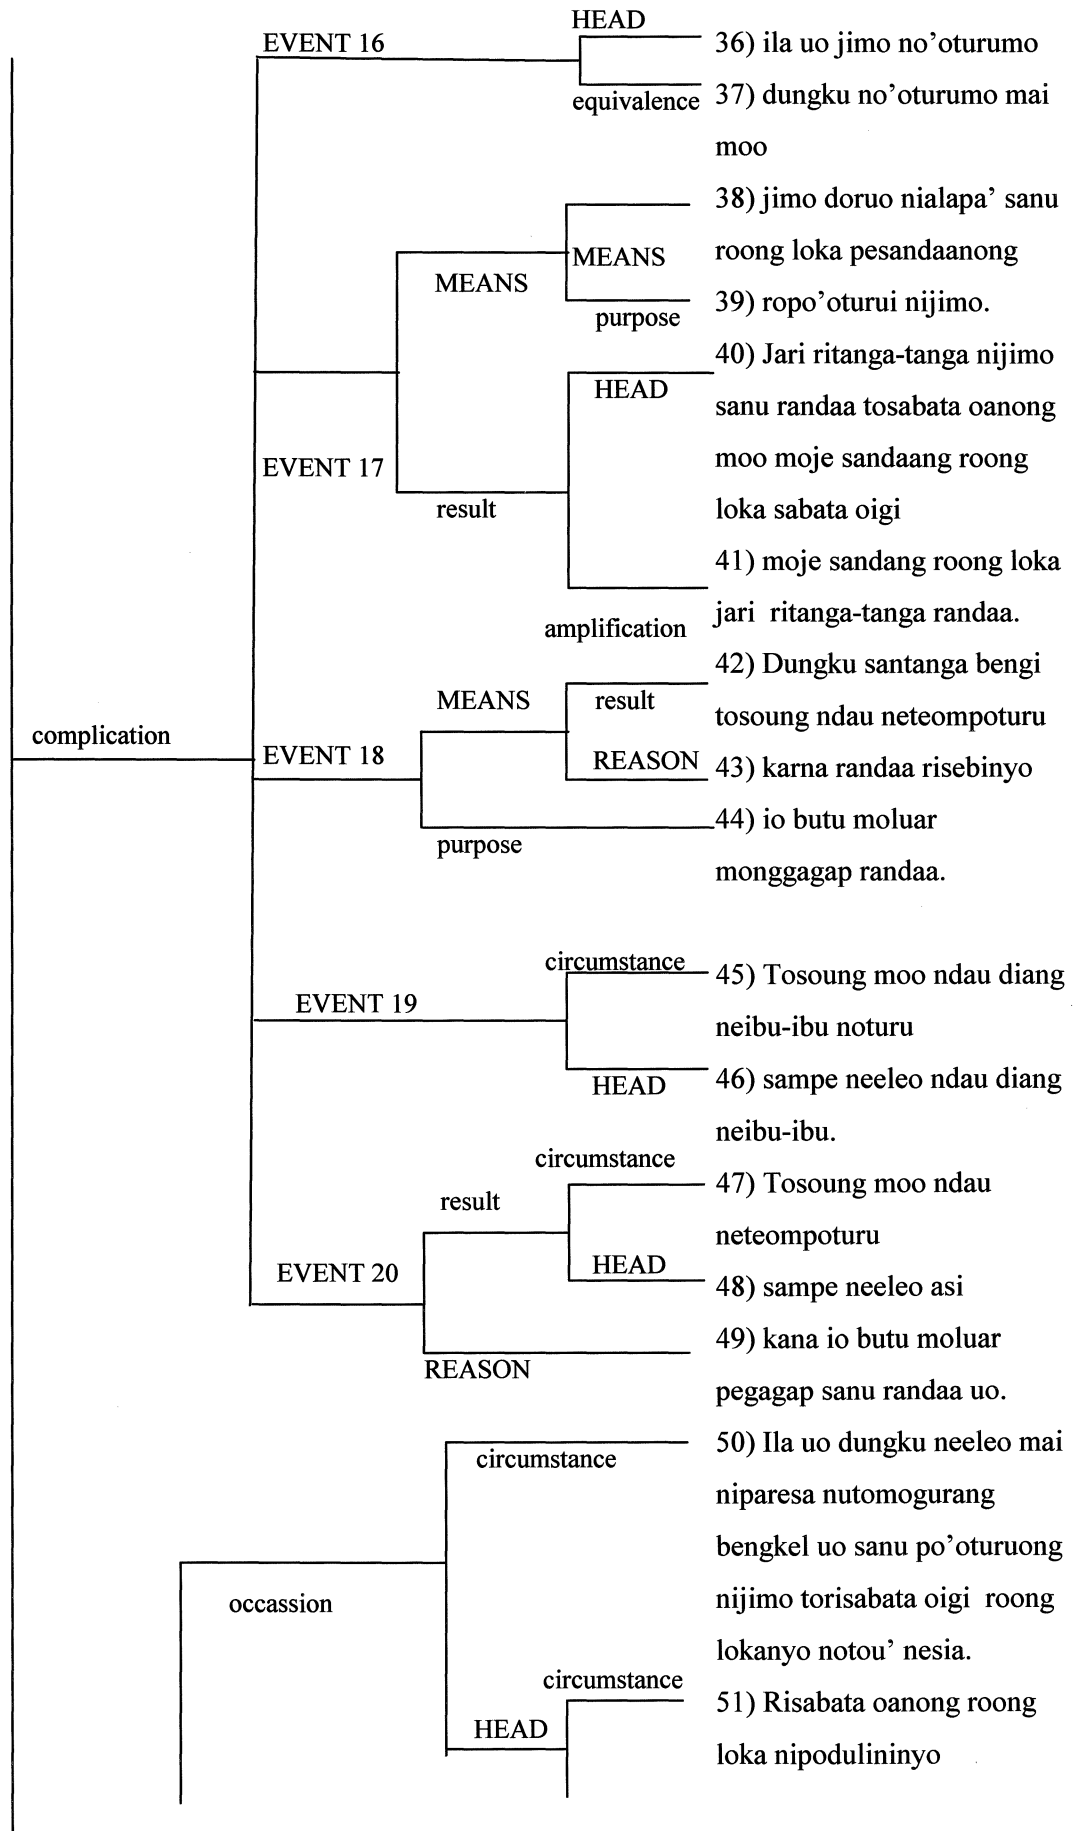 HEAD
EVENT 16
36) ila uo jimo no’oturumo
equivalence
37) dungku no’oturumo mai
moo
38) jimo doruo nialapa’ sanu
MEANS
roong loka pesandaanong
MEANS
purpose
39) ropo’oturui nijimo.
40) Jari ritanga-tanga nijimo
HEAD
sanu randaa tosabata oanong
EVENT 17
moo moje sandaang roong
result
loka sabata oigi
41) moje sandang roong loka
amplification
jari ritanga-tanga randaa.
42) Dungku santanga bengi
MEANS
result
tosoung ndau neteompoturu
complication
EVENT 18
REASON
43) karna randaa risebinyo
44) io butu moluar
purpose
monggagap randaa.
circumstance
45) Tosoung moo ndau diang
EVENT 19
neibu-ibu noturu
HEAD
46) sampe neeleo ndau diang
neibu-ibu.
circumstance
47) Tosoung moo ndau
result
neteompoturu
EVENT 20
HEAD
48) sampe neeleo asi
49) kana io butu moluar
REASON
pegagap sanu randaa uo.
50) Ila uo dungku neeleo mai
circumstance
niparesa nutomogurang
bengkel uo sanu po’oturuong
occassion
nijimo torisabata oigi roong
lokanyo notou’ nesia.
circumstance
51) Risabata oanong roong
HEAD
loka nipodulininyo